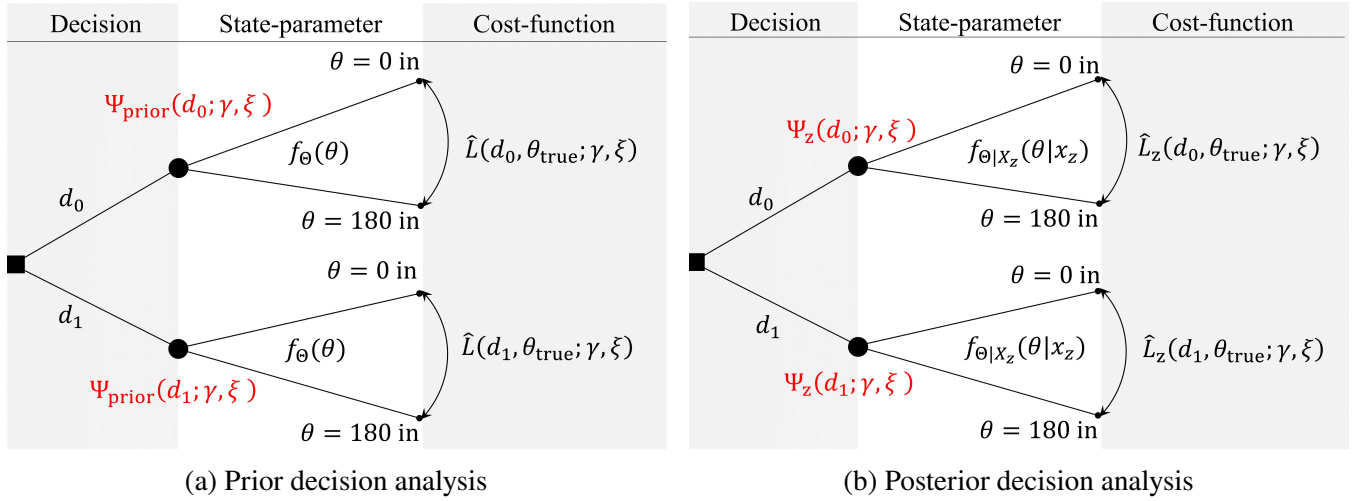 Decision State-parameter Cost-function
θ = 0 in
Ψ_prior(d_0; γ, ξ)
f_Θ(θ)
L̂(d_0, θ_true; γ, ξ)
d_0
θ = 180 in
θ = 0 in
d_1
f_Θ(θ)
L̂(d_1, θ_true; γ, ξ)
Ψ_prior(d_1; γ, ξ)
θ = 180 in
(a) Prior decision analysis
Decision State-parameter Cost-function
θ = 0 in
Ψ_z(d_0; γ, ξ)
f_Θ|X_z(θ|x_z)
L̂_z(d_0, θ_true; γ, ξ)
d_0
θ = 180 in
θ = 0 in
d_1
f_Θ|X_z(θ|x_z)
L̂_z(d_1, θ_true; γ, ξ)
Ψ_z(d_1; γ, ξ)
θ = 180 in
(b) Posterior decision analysis